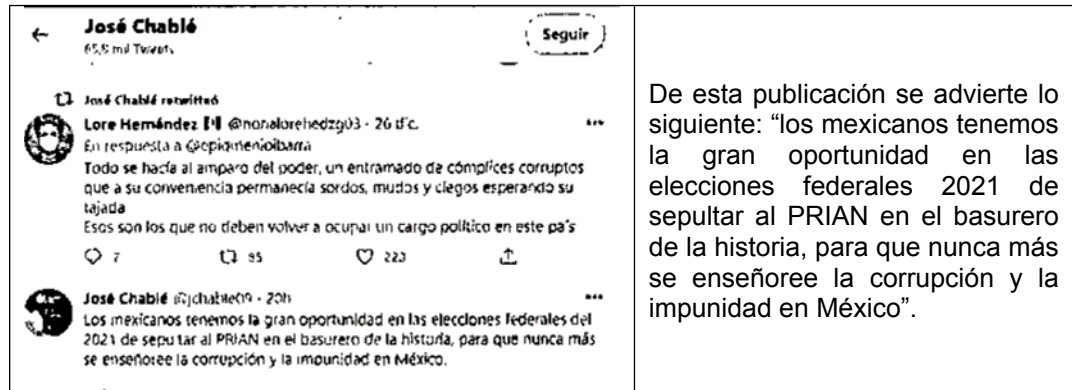 José Chablé
65,8 mil Tweets
Seguir
José Chablé retwitteó
Lore Hernández @nonalorehedzg03 · 26 dic.
En respuesta a @epigmenioibarra
Todo se hacía al amparo del poder, un entramado de cómplices corruptos
que a su conveniencia permanecía sordos, mudos y ciegos esperando su
tajada
Esos son los que no deben volver a ocupar un cargo político en este país
7 95 223
José Chablé @jchable09 · 20h
Los mexicanos tenemos la gran oportunidad en las elecciones federales del
2021 de sepultar al PRIAN en el basurero de la historia, para que nunca más
se enseñoree la corrupción y la impunidad en México.
De esta publicación se advierte lo
siguiente: “los mexicanos tenemos
la gran oportunidad en las
elecciones federales 2021 de
sepultar al PRIAN en el basurero
de la historia, para que nunca más
se enseñoree la corrupción y la
impunidad en México”.